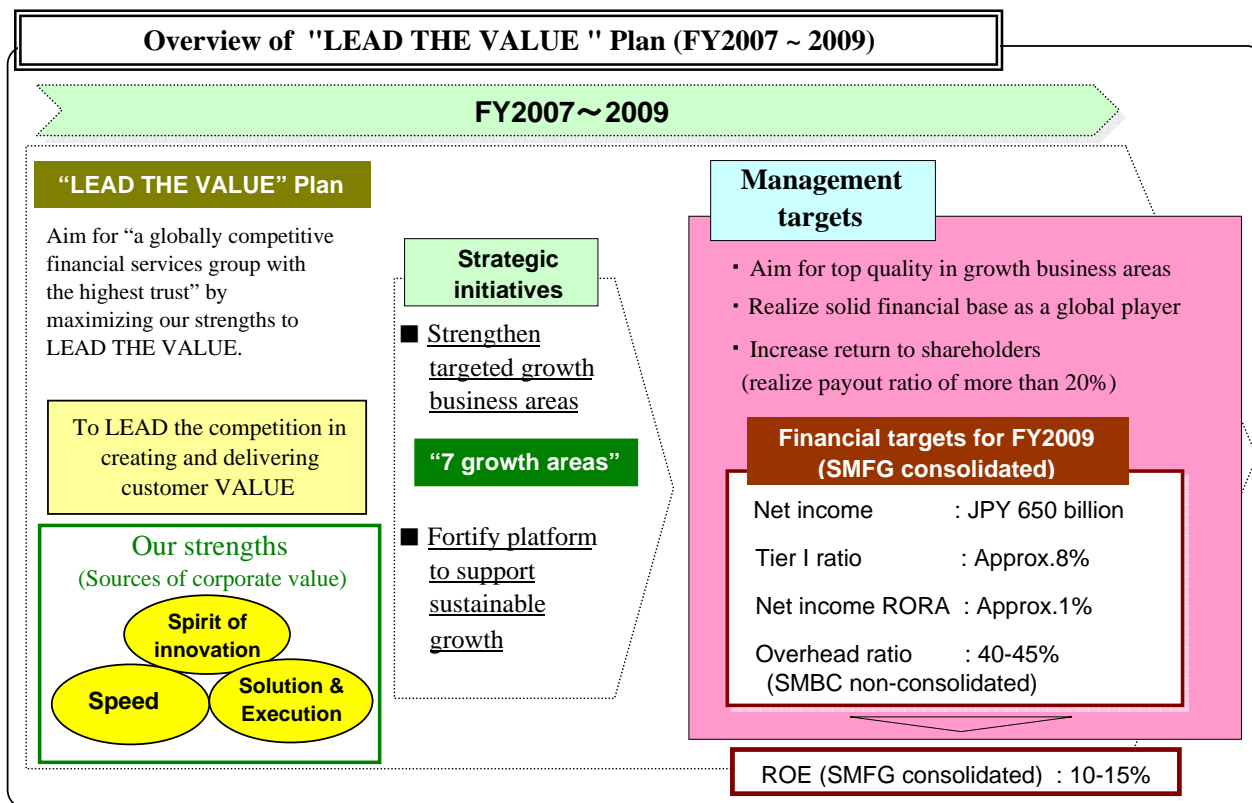 Overview of "LEAD THE VALUE " Plan (FY2007 ~ 2009)
FY2007～2009
“LEAD THE VALUE” Plan
Aim for “a globally competitive
financial services group with
the highest trust” by
maximizing our strengths to
LEAD THE VALUE.
To LEAD the competition in
creating and delivering
customer VALUE
Our strengths
(Sources of corporate value)
Spirit of
innovation
Speed
Solution &
Execution
Strategic
initiatives
■ Strengthen
targeted growth
business areas
“7 growth areas”
■ Fortify platform
to support
sustainable
growth
Management
targets
・Aim for top quality in growth business areas
・Realize solid financial base as a global player
・Increase return to shareholders
(realize payout ratio of more than 20%)
Financial targets for FY2009
(SMFG consolidated)
Net income : JPY 650 billion
Tier I ratio : Approx.8%
Net income RORA : Approx.1%
Overhead ratio : 40-45%
(SMBC non-consolidated)
ROE (SMFG consolidated) : 10-15%